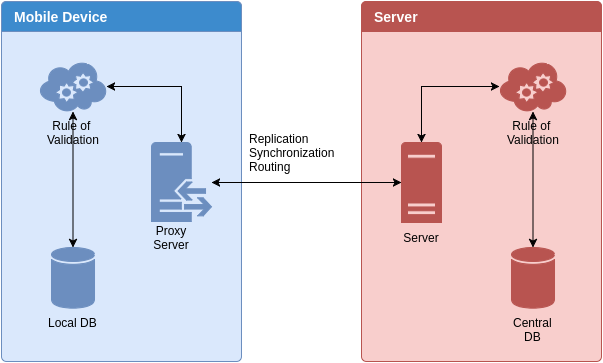 Mobile Device
Server
Rule of
Validation
Rule of
Validation
Replication
Synchronization
Routing
Proxy
Server
Server
Local DB
Central
DB